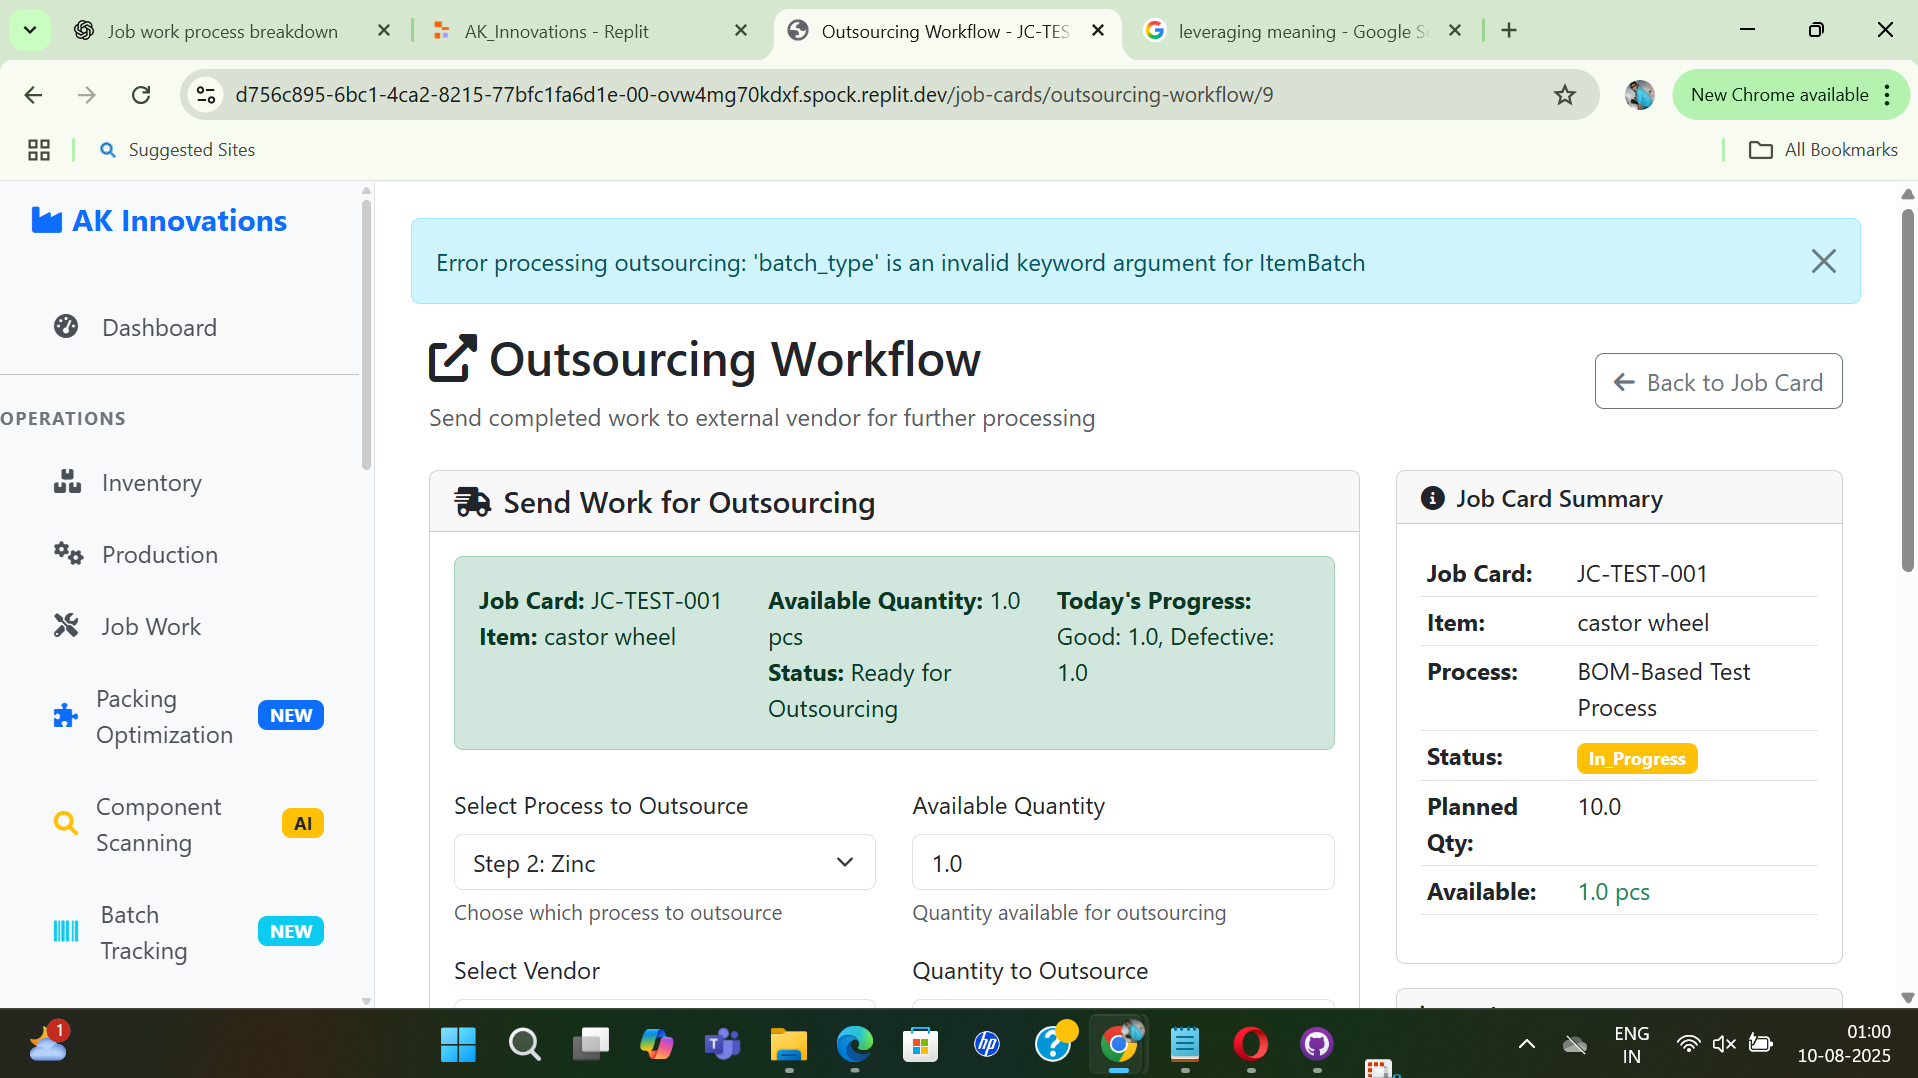 Job work process breakdown
AK_Innovations - Replit
Outsourcing Workflow - JC-TES
leveraging meaning - Google S
d756c895-6bc1-4ca2-8215-77bfc1fa6d1e-00-ovw4mg70kdxf.spock.replit.dev/job-cards/outsourcing-workflow/9
New Chrome available
Suggested Sites
All Bookmarks
AK Innovations
Dashboard
OPERATIONS
Inventory
Production
Job Work
Packing
Optimization
NEW
Component
Scanning
AI
Batch
Tracking
NEW
Error processing outsourcing: 'batch_type' is an invalid keyword argument for ItemBatch
Outsourcing Workflow
Send completed work to external vendor for further processing
Back to Job Card
Send Work for Outsourcing
Job Card: JC-TEST-001
Item: castor wheel
Available Quantity: 1.0
pcs
Status: Ready for
Outsourcing
Today's Progress:
Good: 1.0, Defective:
1.0
Select Process to Outsource
Step 2: Zinc
Choose which process to outsource
Available Quantity
1.0
Quantity available for outsourcing
Select Vendor
Quantity to Outsource
Job Card Summary
Job Card: JC-TEST-001
Item: castor wheel
Process: BOM-Based Test
Process
Status: In_Progress
Planned 10.0
Qty:
Available: 1.0 pcs
1
hp
ENG
IN
01:00
10-08-2025